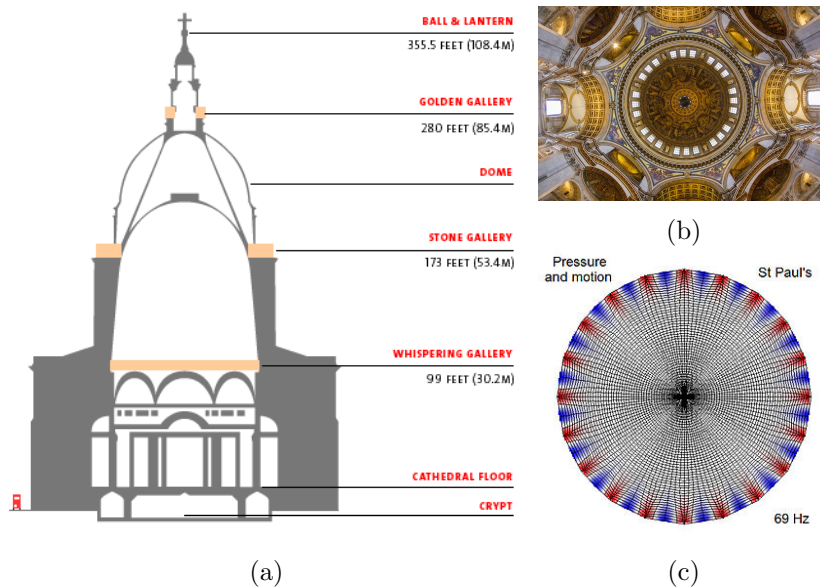 BALL & LANTERN
355.5 FEET (108.4M)
GOLDEN GALLERY
280 FEET (85.4M)
DOME
STONE GALLERY
173 FEET (53.4M)
WHISPERING GALLERY
99 FEET (30.2M)
CATHEDRAL FLOOR
CRYPT
(a)
(b)
Pressure
and motion
St Paul's
69 Hz
(c)